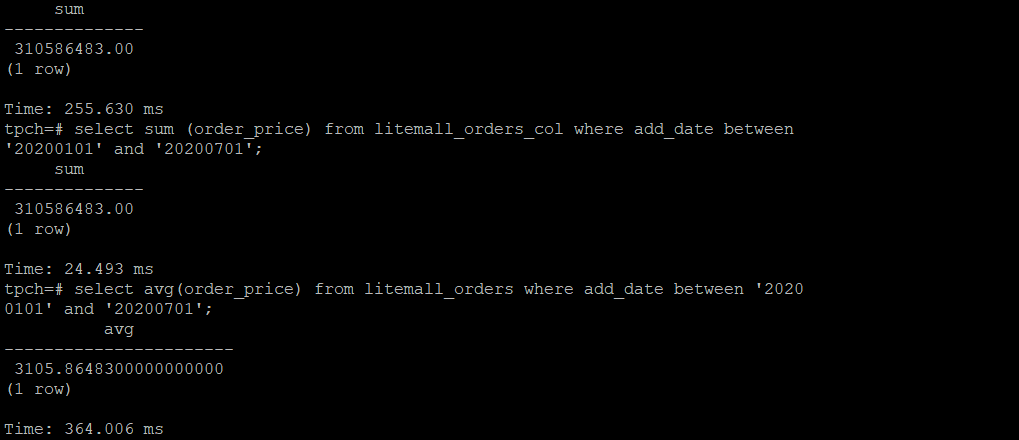 sum
--------------
310586483.00
(1 row)
Time: 255.630 ms
tpch=# select sum (order_price) from litemall_orders_col where add_date between
'20200101' and '20200701';
sum
--------------
310586483.00
(1 row)
Time: 24.493 ms
tpch=# select avg(order_price) from litemall_orders where add_date between '2020
0101' and '20200701';
avg
-----------------------
3105.8648300000000000
(1 row)
Time: 364.006 ms